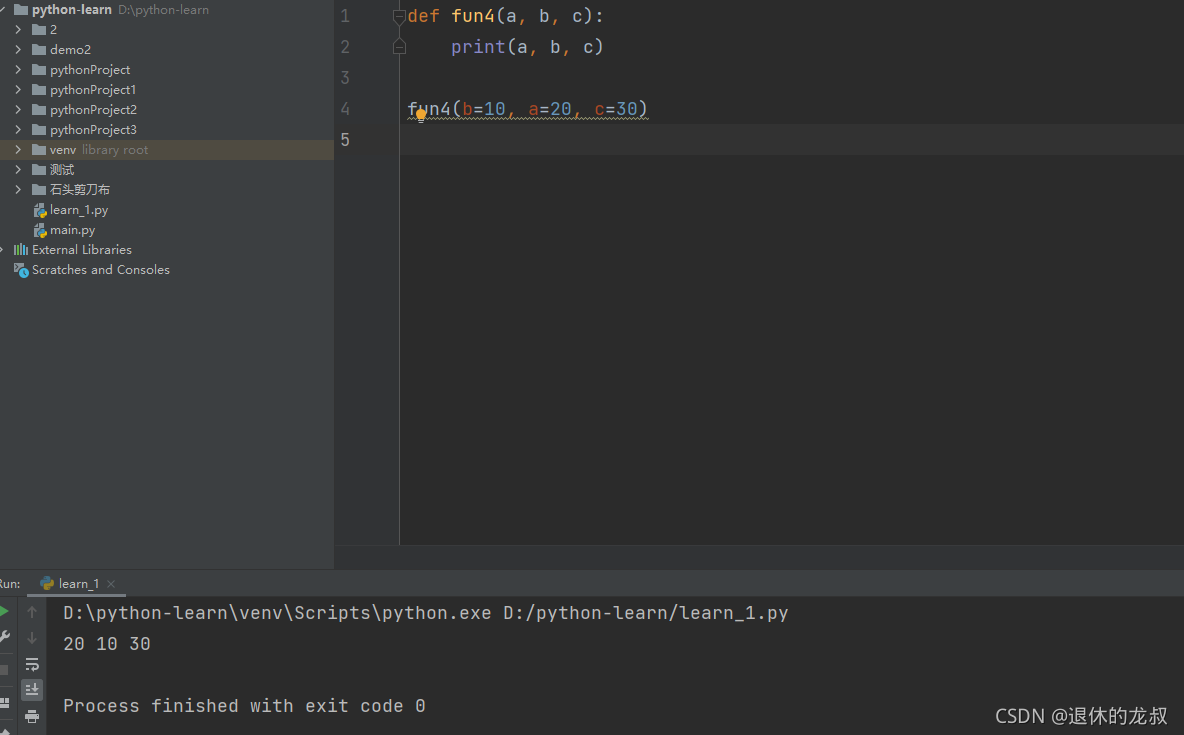 python-learn D:\python-learn
2
demo2
pythonProject
pythonProject1
pythonProject2
pythonProject3
venv library root
测试
石头剪刀布
learn_1.py
main.py
External Libraries
Scratches and Consoles
1 def fun4(a, b, c):
2 print(a, b, c)
3
4 fun4(b=10, a=20, c=30)
5
Run: learn_1
D:\python-learn\venv\Scripts\python.exe D:/python-learn/learn_1.py
20 10 30
Process finished with exit code 0
CSDN @退休的龙叔